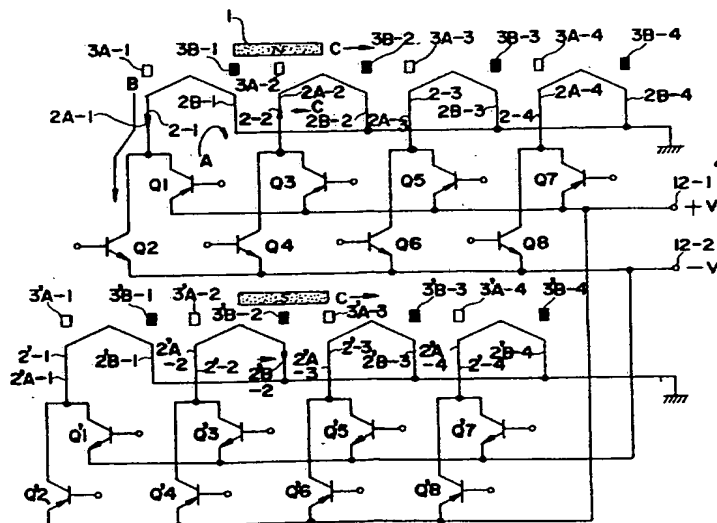 1
N C
3A-1 3B-1 3A-2 3B-2 3A-3 3B-3 3A-4 3B-4
B
2A-1 2-1 2B-1 2-2 2A-2 C 2B-2 2A-3 2-3 2B-3 2-4 2A-4 2B-4
A
Q1 Q3 Q5 Q7
12-1
+V
Q2 Q4 Q6 Q8
12-2
-V
3'A-1 3'B-1 3'A-2 3'B-2 S C 3'A-3 3'B-3 3'A-4 3'B-4
2'-1 2'A-1 2'B-1 2'A-2 2'-2 2'B-2 2'A-3 2'-3 2'B-3 2'A-4 2'-4 2'B-4
Q'1 Q'3 Q'5 Q'7
Q'2 Q'4 Q'6 Q'8